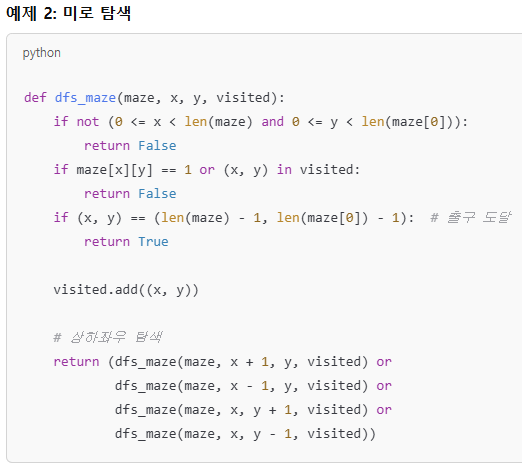 예제 2: 미로 탐색
python
def dfs_maze(maze, x, y, visited):
    if not (0 <= x < len(maze) and 0 <= y < len(maze[0])):
        return False
    if maze[x][y] == 1 or (x, y) in visited:
        return False
    if (x, y) == (len(maze) - 1, len(maze[0]) - 1):  # 출구 도달
        return True
    visited.add((x, y))
    # 상하좌우 탐색
    return (dfs_maze(maze, x + 1, y, visited) or
            dfs_maze(maze, x - 1, y, visited) or
            dfs_maze(maze, x, y + 1, visited) or
            dfs_maze(maze, x, y - 1, visited))